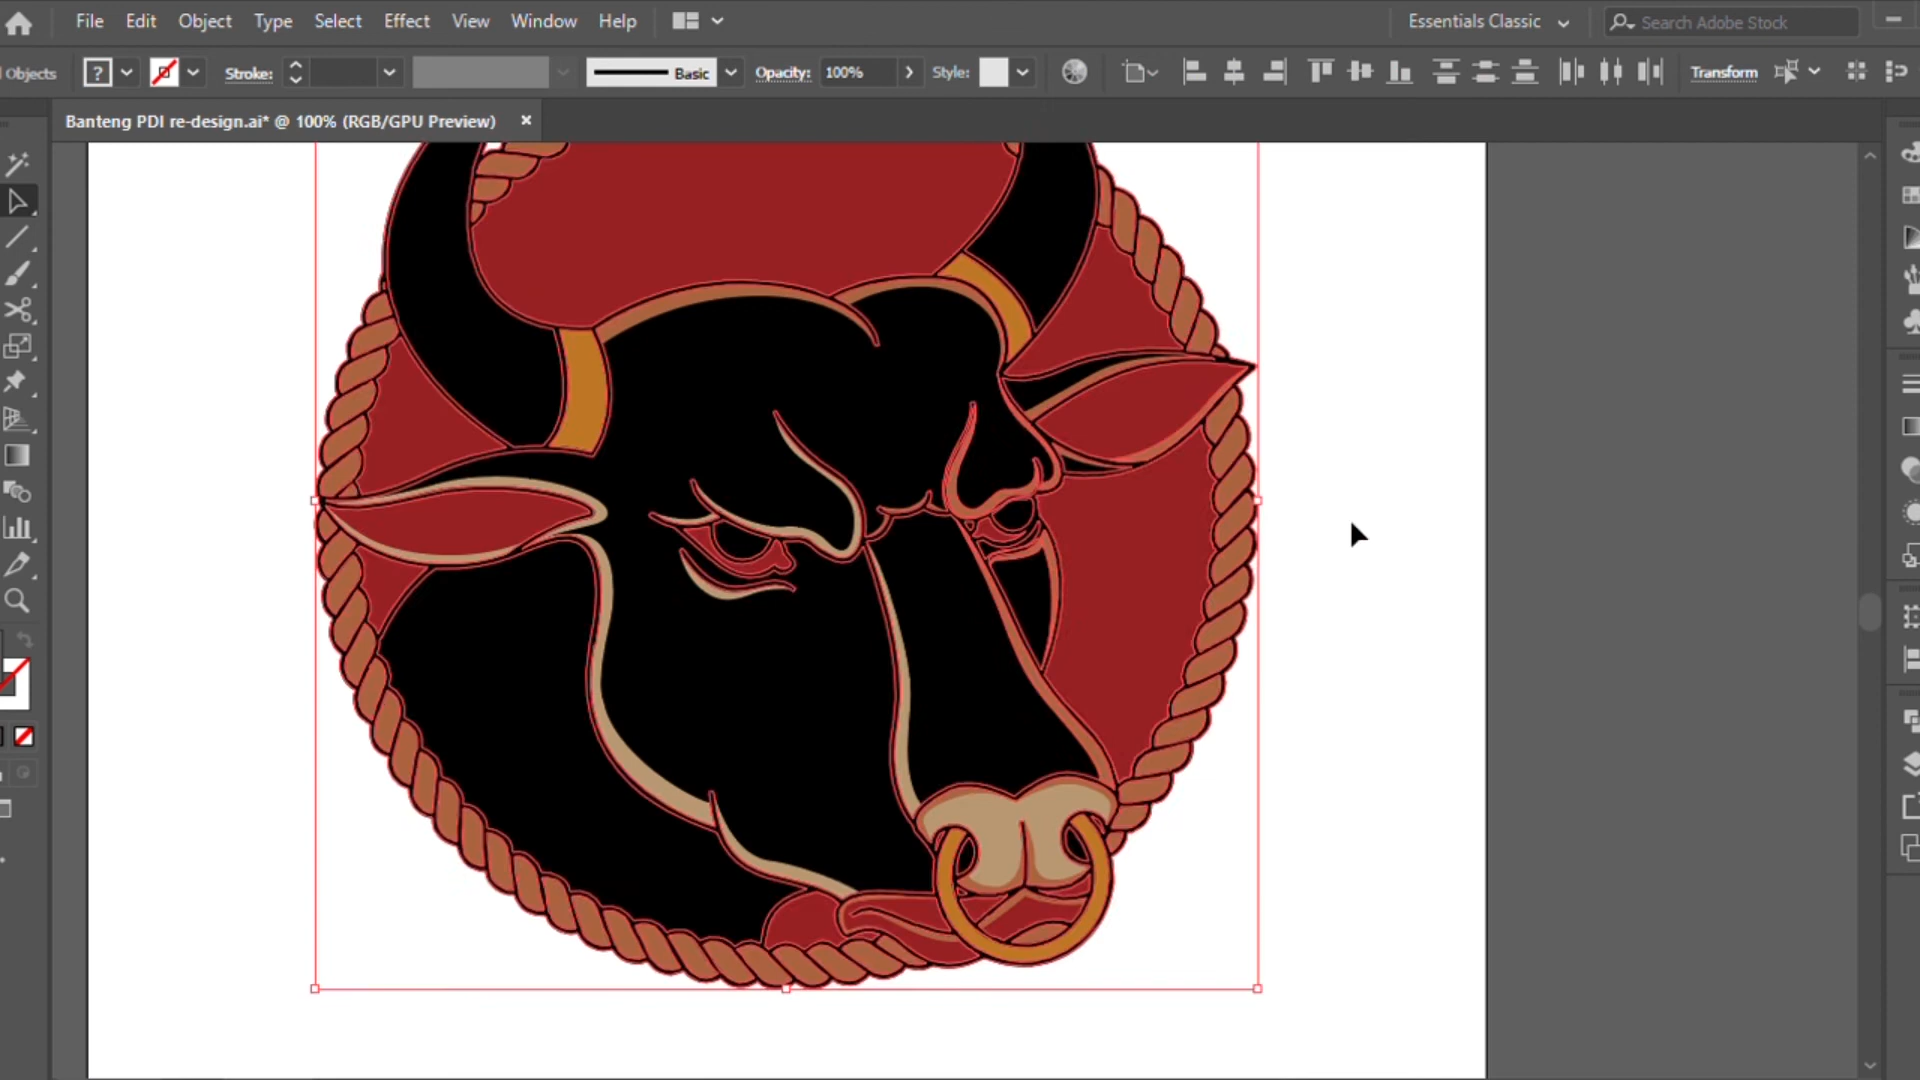 File Edit Object Type Select Effect View Window Help Essentials Classic Search Adobe Stock
Objects ? Stroke: Basic Opacity: 100% Style: Transform
Banteng PDI re-design.ai* @ 100% (RGB/GPU Preview) ×